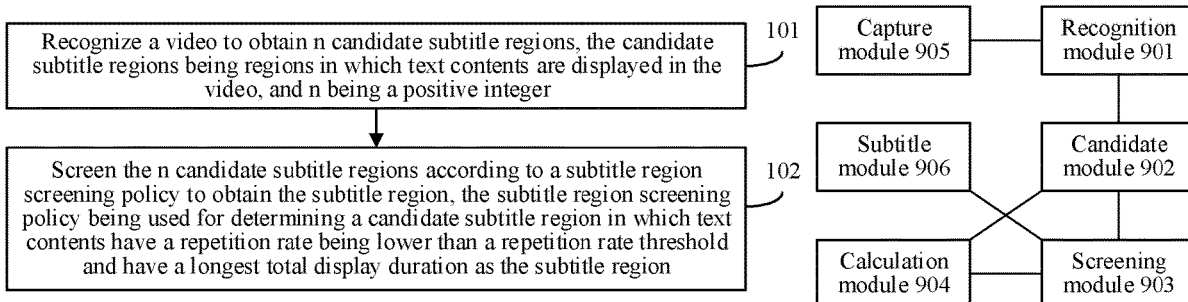 Recognize a video to obtain n candidate subtitle regions, the candidate
subtitle regions being regions in which text contents are displayed in the
video, and n being a positive integer
101
Screen the n candidate subtitle regions according to a subtitle region
screening policy to obtain the subtitle region, the subtitle region screening
policy being used for determining a candidate subtitle region in which text
contents have a repetition rate being lower than a repetition rate threshold
and have a longest total display duration as the subtitle region
102
Capture
module 905
Recognition
module 901
Subtitle
module 906
Candidate
module 902
Calculation
module 904
Screening
module 903